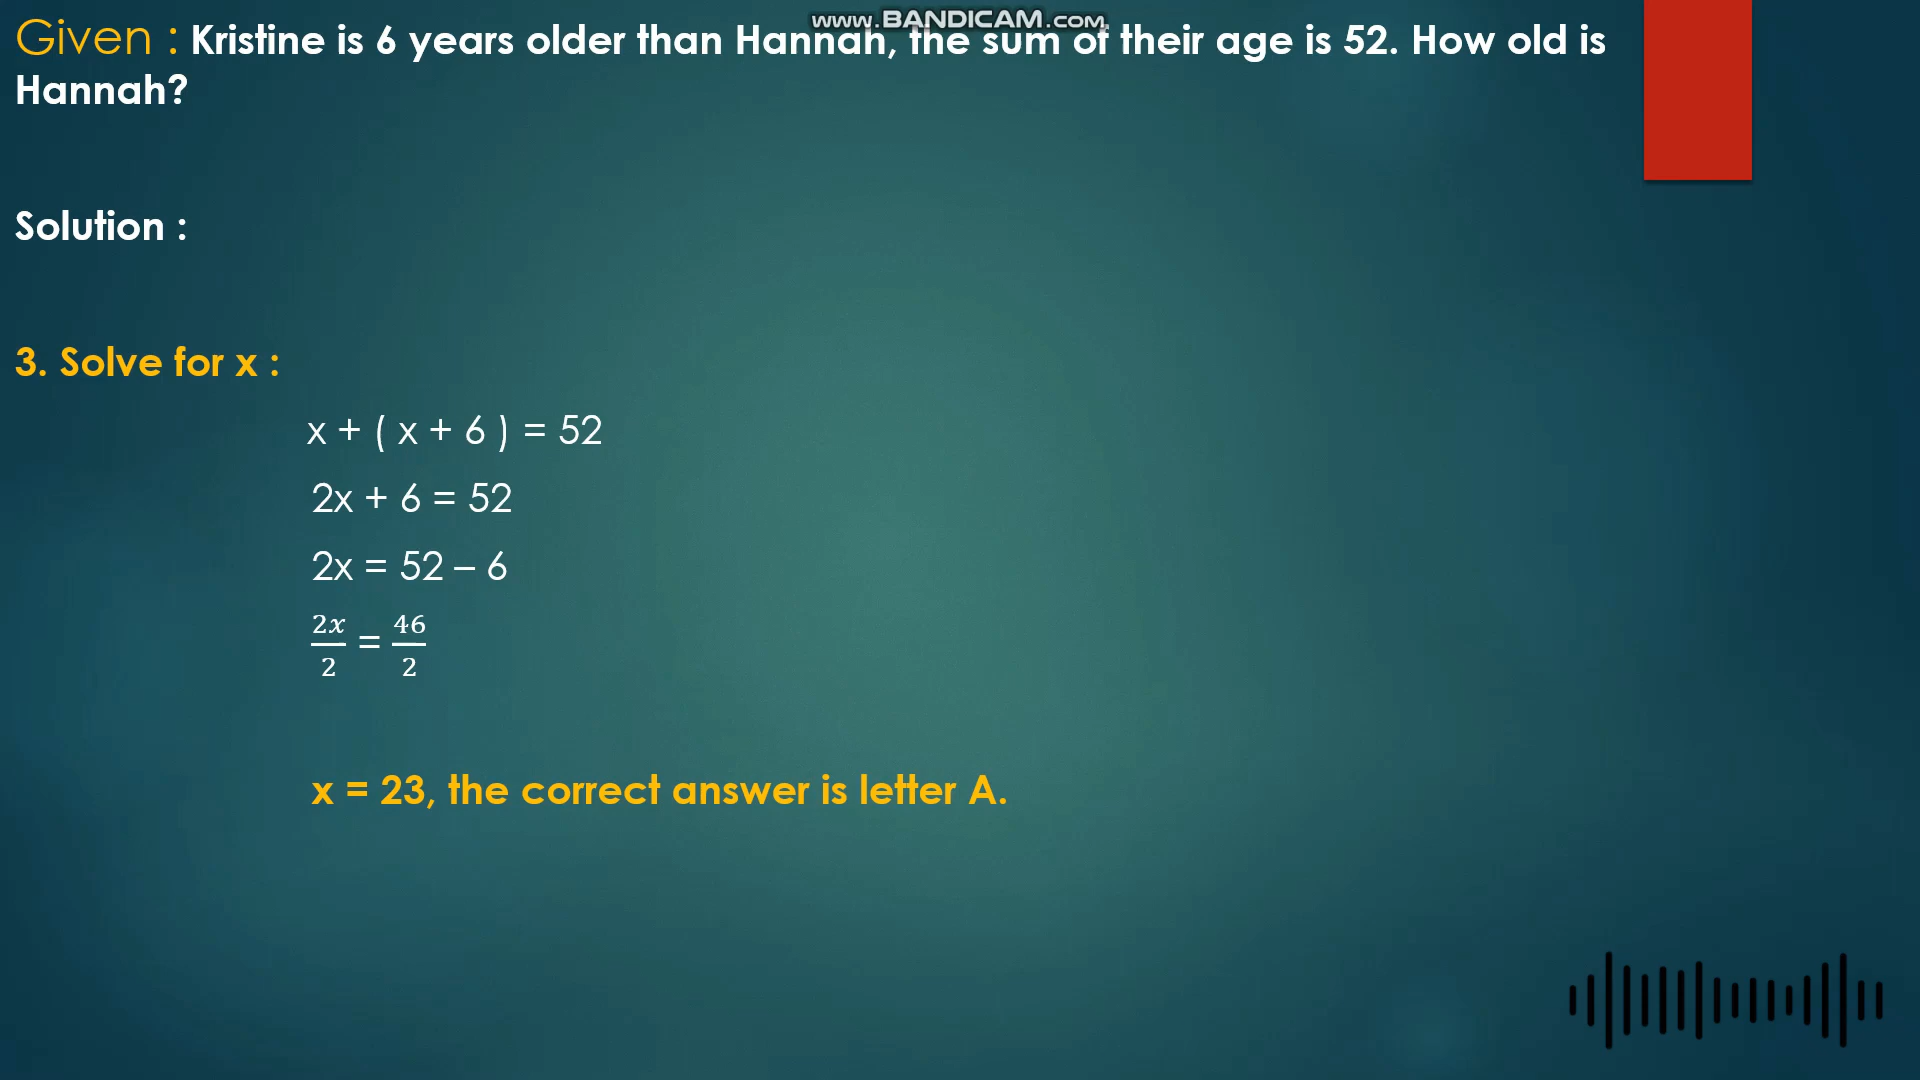 www.BANDICAM.com
Given : Kristine is 6 years older than Hannah, the sum of their age is 52. How old is
Hannah?
Solution :
3. Solve for x :
x + ( x + 6 ) = 52
2x + 6 = 52
2x = 52 – 6
2x/2 = 46/2
x = 23, the correct answer is letter A.